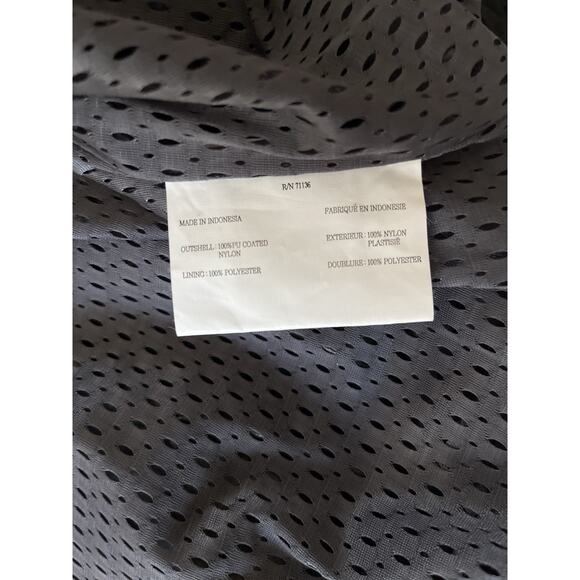 R/N 71136
MADE IN INDONESIA
OUTSHELL: 100%PU COATED
NYLON
LINING: 100% POLYESTER
FABRIQUÉ EN INDONESIE
EXTERIEUR: 100% NYLON
PLASTISIÉ
DOUBLURE: 100% POLYESTER